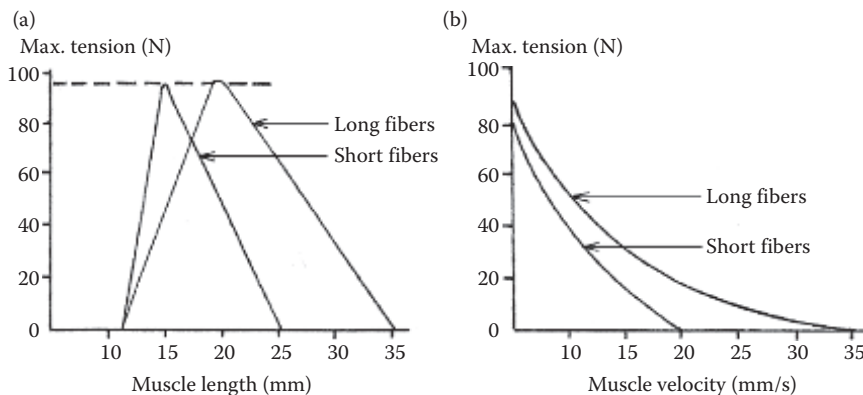 (a)
Max. tension (N)
100
80
60
40
20
0
Long fibers
Short fibers
10 15 20 25 30 35
Muscle length (mm)
(b)
Max. tension (N)
100
80
60
40
20
0
Long fibers
Short fibers
10 15 20 25 30 35
Muscle velocity (mm/s)